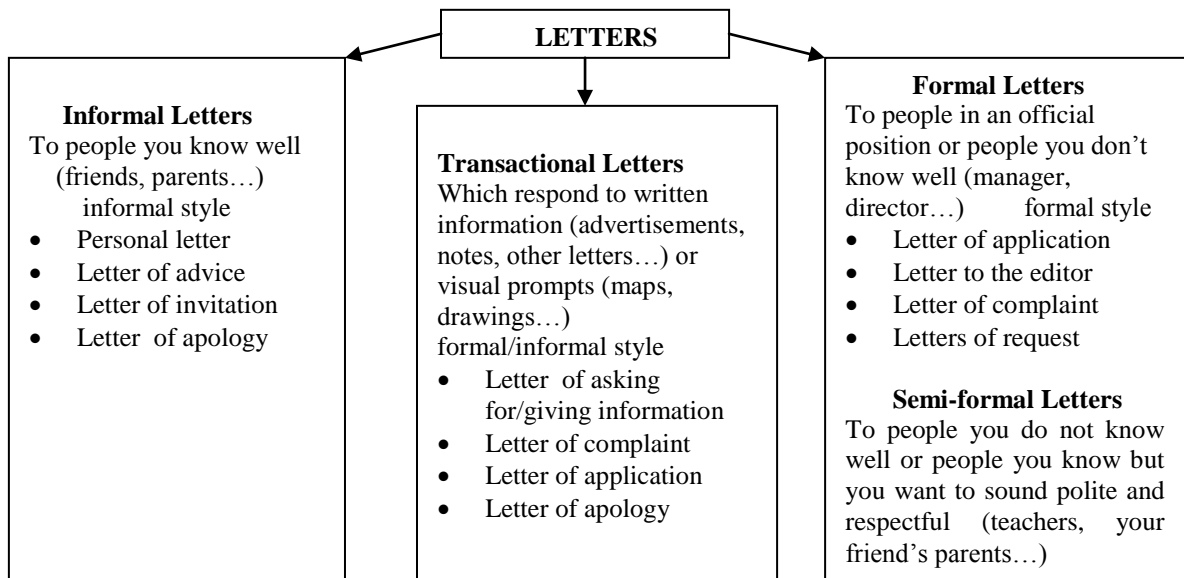 LETTERS
Informal Letters
To people you know well
(friends, parents…)
informal style
• Personal letter
• Letter of advice
• Letter of invitation
• Letter of apology
Transactional Letters
Which respond to written
information (advertisements,
notes, other letters…) or
visual prompts (maps,
drawings…)
formal/informal style
• Letter of asking
for/giving information
• Letter of complaint
• Letter of application
• Letter of apology
Formal Letters
To people in an official
position or people you don’t
know well (manager,
director…) formal style
• Letter of application
• Letter to the editor
• Letter of complaint
• Letters of request
Semi-formal Letters
To people you do not know
well or people you know but
you want to sound polite and
respectful (teachers, your
friend’s parents…)